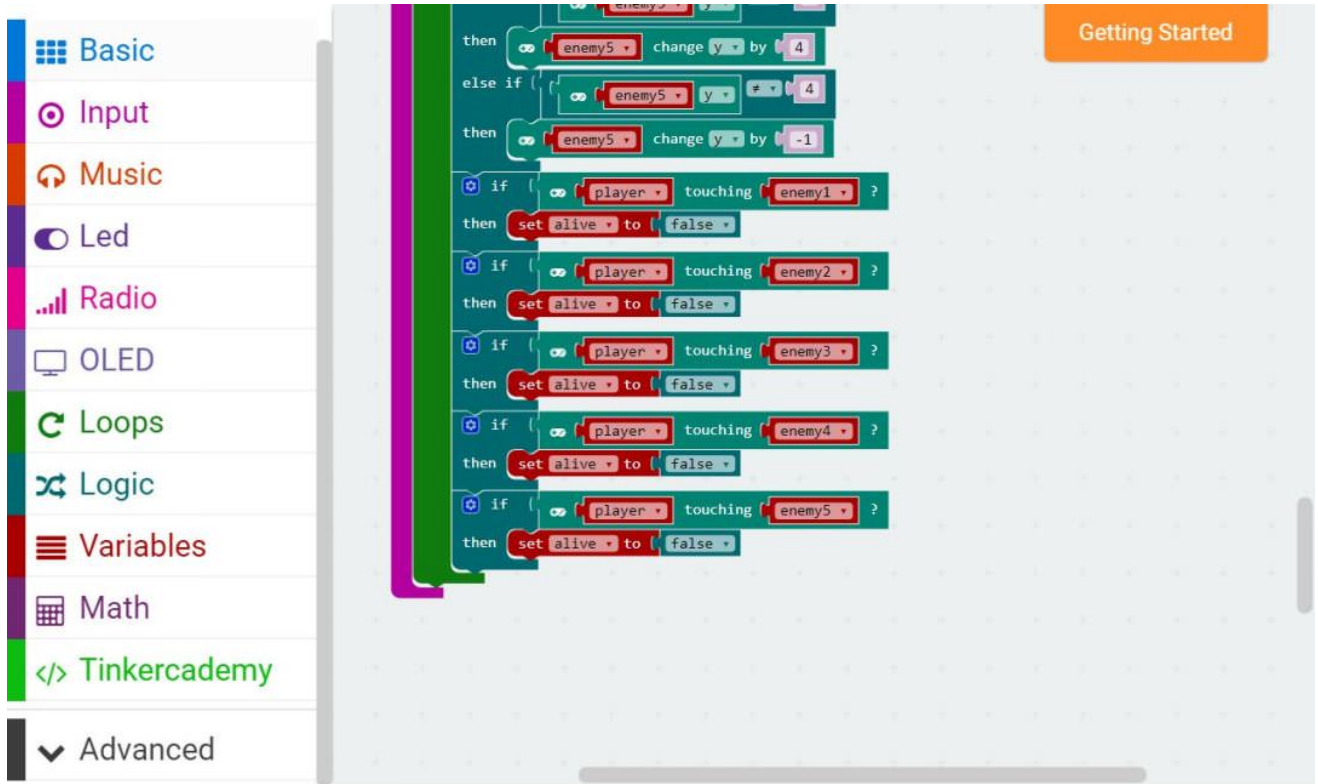 Basic
Input
Music
Led
Radio
OLED
Loops
Logic
Variables
Math
</> Tinkercademy
Advanced
enemy5 y
then enemy5 change y by 4
else if enemy5 y ≠ 4
then enemy5 change y by -1
if player touching enemy1 ?
then set alive to false
if player touching enemy2 ?
then set alive to false
if player touching enemy3 ?
then set alive to false
if player touching enemy4 ?
then set alive to false
if player touching enemy5 ?
then set alive to false
Getting Started